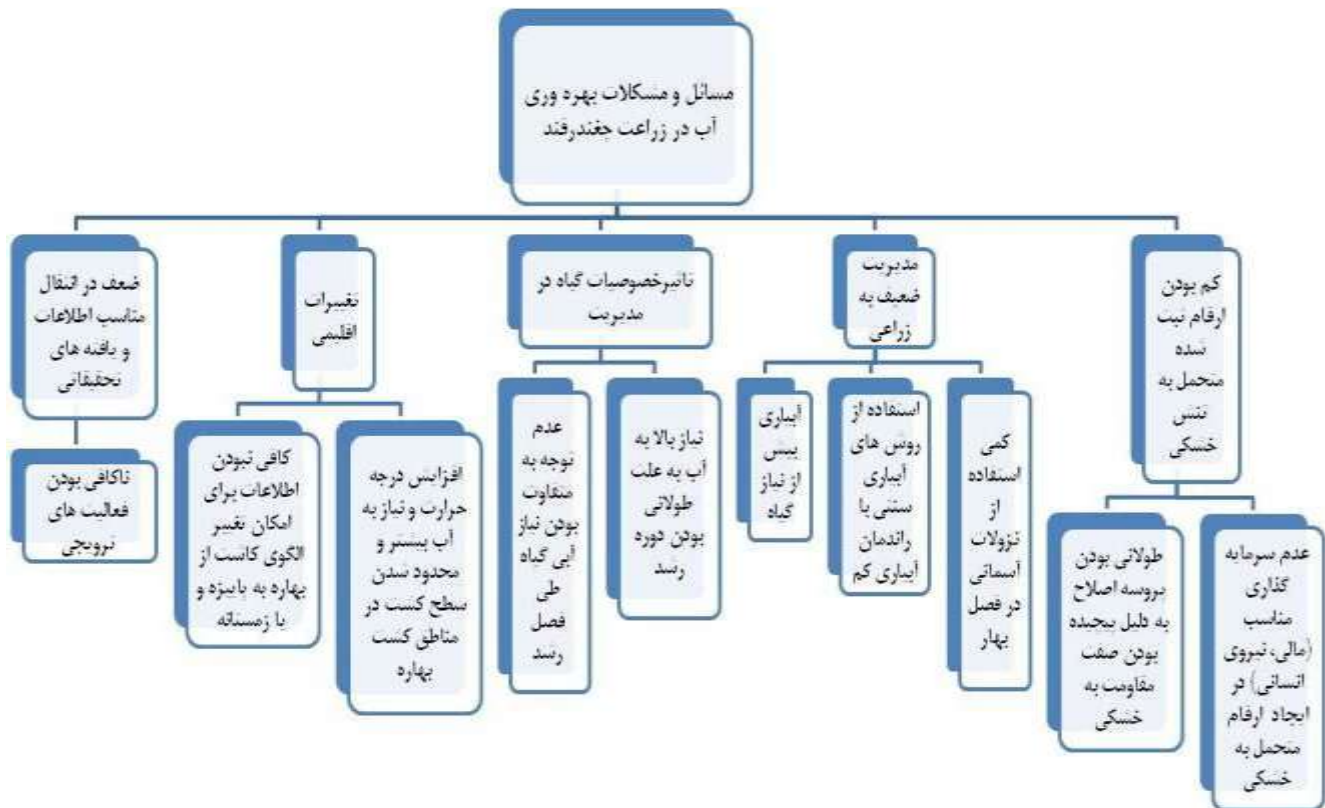 مسائل و مشکلات بهره وری
آب در زراعت چغندرقند
کم بودن
ارقام ثبت
شده
متحمل به
تنش
خشکی
مدیریت
ضعیف به
زراعی
تاثیرخصوصیات گیاه در
مدیریت
تغییرات
اقلیمی
ضعف در انتقال
مناسب اطلاعات
و یافته های
تحقیقاتی
عدم سرمایه
گذاری
مناسب
(مالی، نیروی
انسانی) در
ایجاد ارقام
متحمل به
خشکی
طولانی بودن
پروسه اصلاح
به دلیل پیچیده
بودن صفت
مقاومت به
خشکی
کمی
استفاده
از
نزولات
آسمانی
در فصل
بهار
استفاده از
روش های
آبیاری
سنتی با
راندمان
آبیاری کم
آبیاری
بیش
از نیاز
گیاه
نیاز بالا به
آب به علت
طولانی
بودن دوره
رشد
عدم
توجه به
متفاوت
بودن نیاز
آبی گیاه
طی
فصل
رشد
افزایش درجه
حرارت و نیاز به
آب بیشتر و
محدود شدن
سطح کشت در
مناطق کشت
بهاره
کافی نبودن
اطلاعات برای
امکان تغییر
الگوی کاشت از
بهاره به پاییزه و
یا زمستانه
ناکافی بودن
فعالیت های
ترویجی